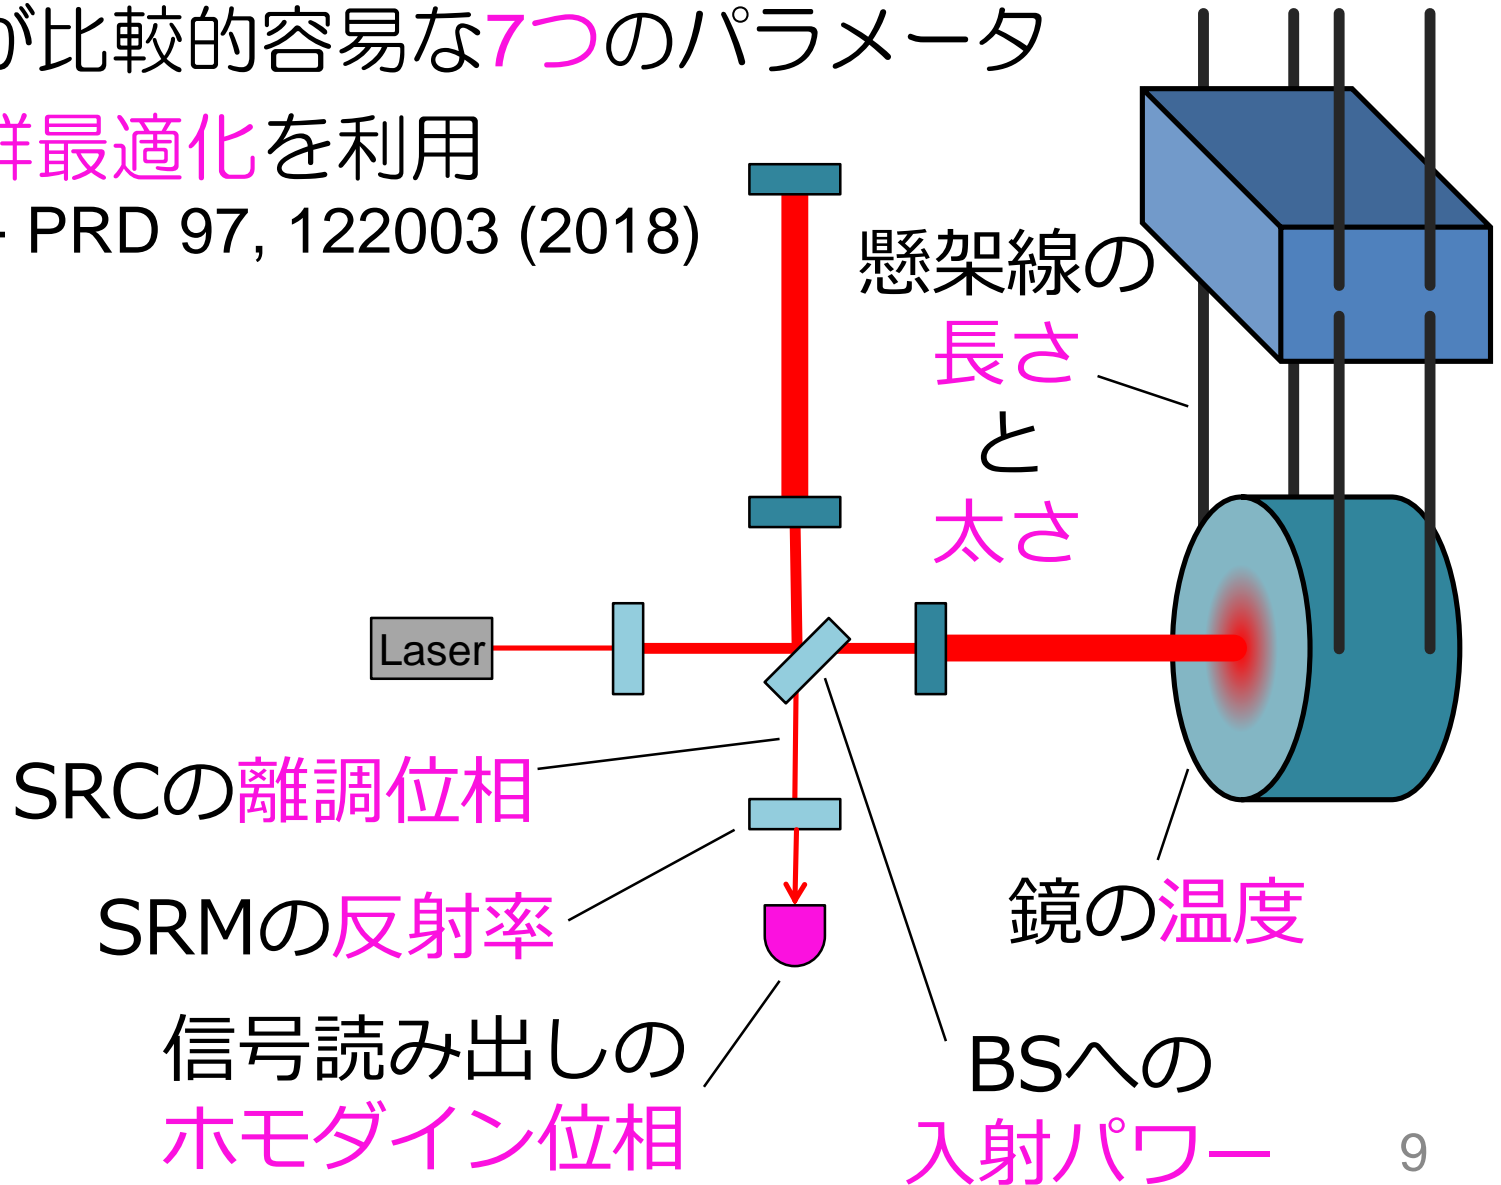 が比較的容易な7つのパラメータ
群最適化を利用
- PRD 97, 122003 (2018)
懸架線の
長さ
と
太さ
Laser
SRCの離調位相
SRMの反射率
鏡の温度
信号読み出しの
ホモダイン位相
BSへの
入射パワー
9